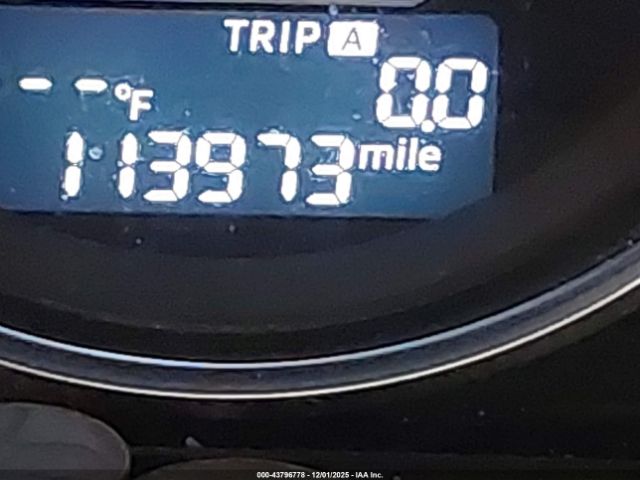 TRIP A
-- °F 0.0
113973 mile
000-43796778 - 12/01/2025 - IAA Inc.